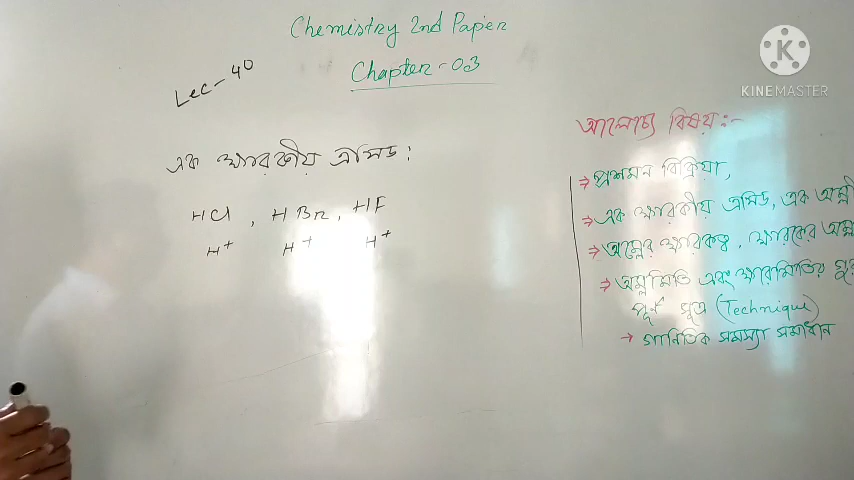 Chemistry 2nd Paper
Chapter-03
Lec-40
এক ক্ষারকীয় এসিড :
HCl , HBr , HF
H+ H+ H+
আলোচ্য বিষয় :-
⇒ প্রশমন বিক্রিয়া,
⇒ এক ক্ষারকীয় এসিড, এক অম্লী
⇒ অম্লের ক্ষারকত্ব, ক্ষারকের অম্ল
⇒ অম্লমিতি এবং ক্ষারমিতির গুরু
পূর্ণ সূত্র (Technique)
→ গানিতিক সমস্যা সমাধান
KINEMASTER